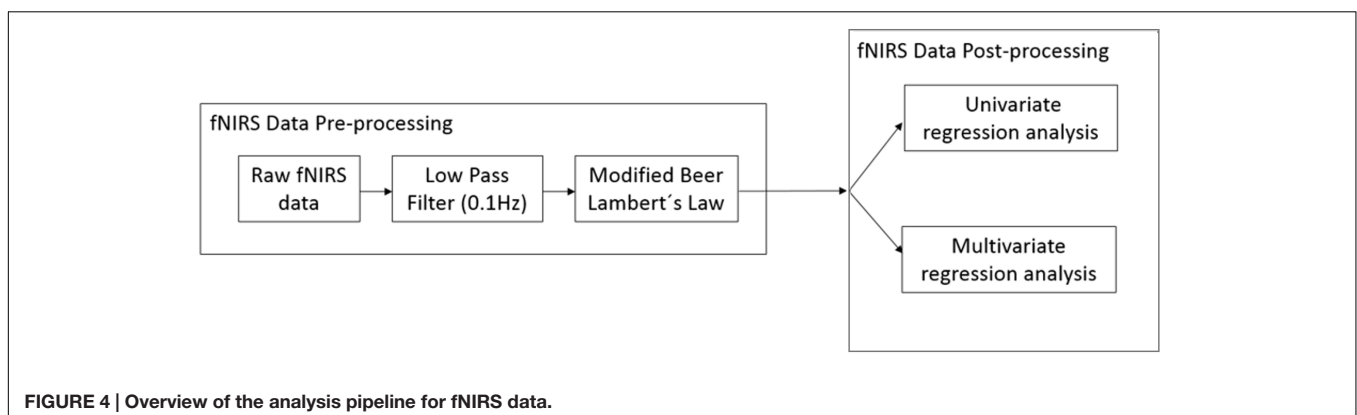 fNIRS Data Pre-processing
Raw fNIRS
data
Low Pass
Filter (0.1Hz)
Modified Beer
Lambert´s Law
fNIRS Data Post-processing
Univariate
regression analysis
Multivariate
regression analysis
FIGURE 4 | Overview of the analysis pipeline for fNIRS data.